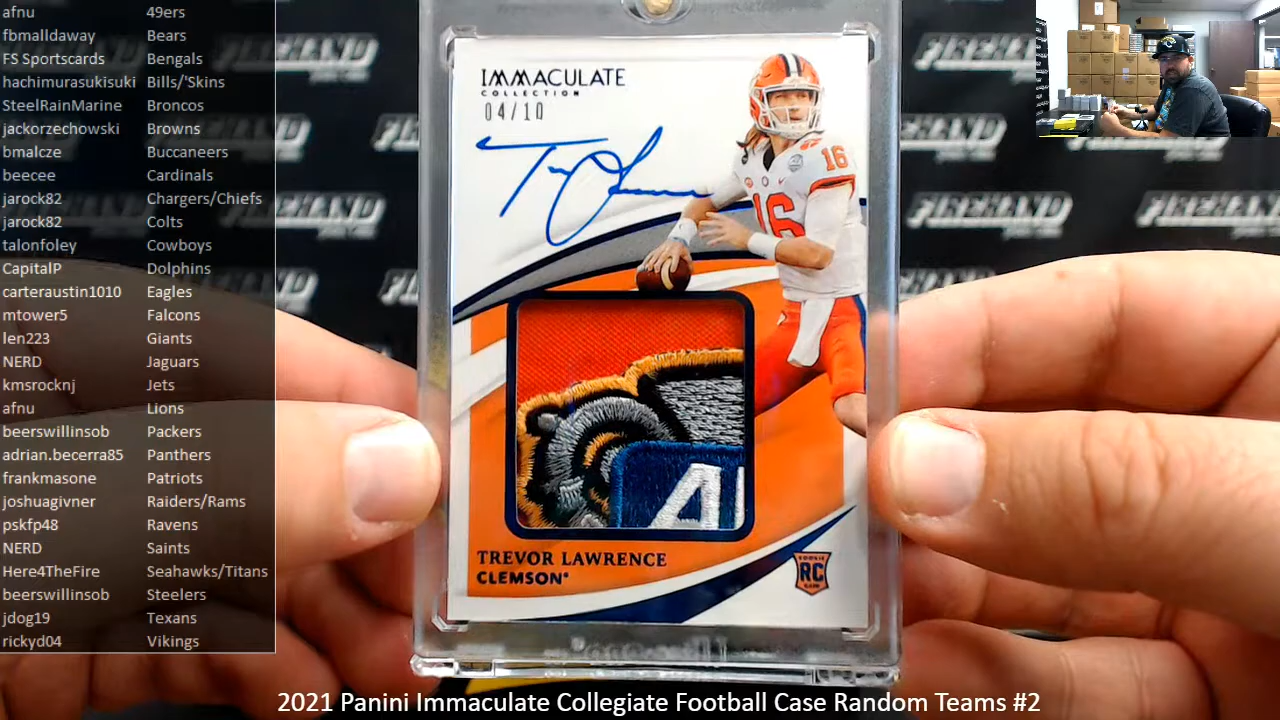 afnu 49ers
fbmalldaway Bears
FS Sportscards Bengals
hachimurasukisuki Bills/'Skins
SteelRainMarine Broncos
jackorzechowski Browns
bmalcze Buccaneers
beecee Cardinals
jarock82 Chargers/Chiefs
jarock82 Colts
talonfoley Cowboys
CapitalP Dolphins
carteraustin1010 Eagles
mtower5 Falcons
len223 Giants
NERD Jaguars
kmsrocknj Jets
afnu Lions
beerswillinsob Packers
adrian.becerra85 Panthers
frankmasone Patriots
joshuagivner Raiders/Rams
pskfp48 Ravens
NERD Saints
Here4TheFire Seahawks/Titans
beerswillinsob Steelers
jdog19 Texans
rickyd04 Vikings
FIREHAND
IMMACULATE
COLLECTION
04/10
16
16
TREVOR LAWRENCE
CLEMSON
ROOKIE
RC
CARD
2021 Panini Immaculate Collegiate Football Case Random Teams #2